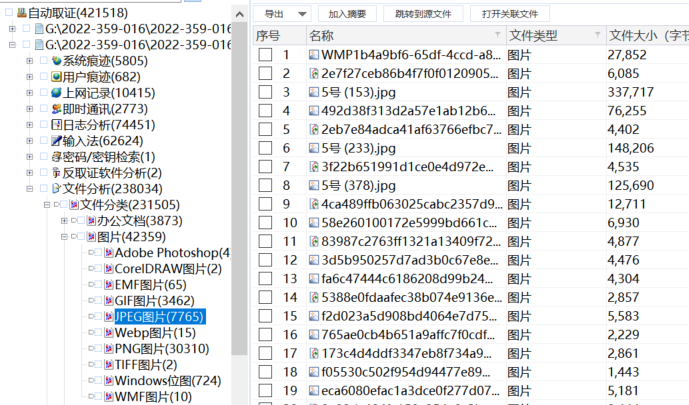 自动取证(421518)
G:\2022-359-016\2022-359-016
G:\2022-359-016\2022-359-016
系统痕迹(5805)
用户痕迹(682)
上网记录(10415)
即时通讯(2773)
日志分析(74451)
输入法(62624)
密码/密钥检索(1)
反取证软件分析(2)
文件分析(238034)
文件分类(231505)
办公文档(3873)
图片(42359)
Adobe Photoshop(4
CorelDRAW图片(2)
EMF图片(65)
GIF图片(3462)
JPEG图片(7765)
Webp图片(15)
PNG图片(30310)
TIFF图片(2)
Windows位图(724)
WMF图片(10)
导出 加入摘要 跳转到源文件 打开关联文件
序号 名称 文件类型 文件大小（字节
1 WMP1b4a9bf6-65df-4ccd-a8... 图片 27,852
2 2e7f27ceb86b4f7f0f0120905... 图片 6,085
3 5号 (153).jpg 图片 337,717
4 492d38f313d2a57e1ab12b6... 图片 76,255
5 2eb7e84adca41af63766efbc7... 图片 4,402
6 5号 (233).jpg 图片 148,206
7 3f22b651991d1ce0e4d972e... 图片 4,535
8 5号 (378).jpg 图片 125,690
9 4ca489ffb063025cabc2357d9... 图片 12,711
10 58e260100172e5999bd661c... 图片 6,930
11 83987c2763ff1321a13409f72... 图片 4,877
12 3d5b950257d7ad3b0c67e8e... 图片 4,476
13 fa6c47444c6186208d99b24... 图片 4,304
14 5388e0fdaafec38b074e9136e... 图片 2,857
15 f2d023a5d908bd4064e7d75... 图片 5,583
16 765ae0cb4b651a9affc7f0cdf... 图片 2,229
17 173c4d4ddf3347eb8f734a9... 图片 2,861
18 f05530c502f954d94477e89... 图片 1,443
19 eca6080efac1a3dce0f277d07... 图片 5,181